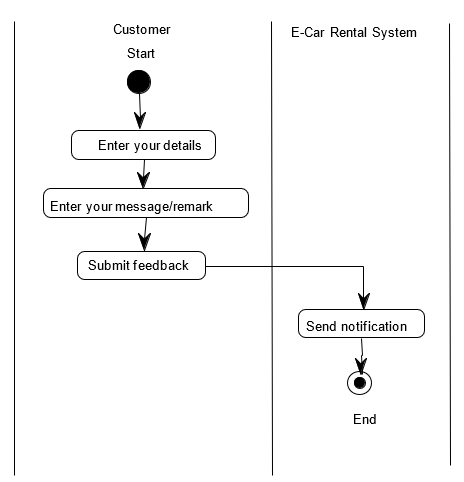 Customer
E-Car Rental System
Start
Enter your details
Enter your message/remark
Submit feedback
Send notification
End